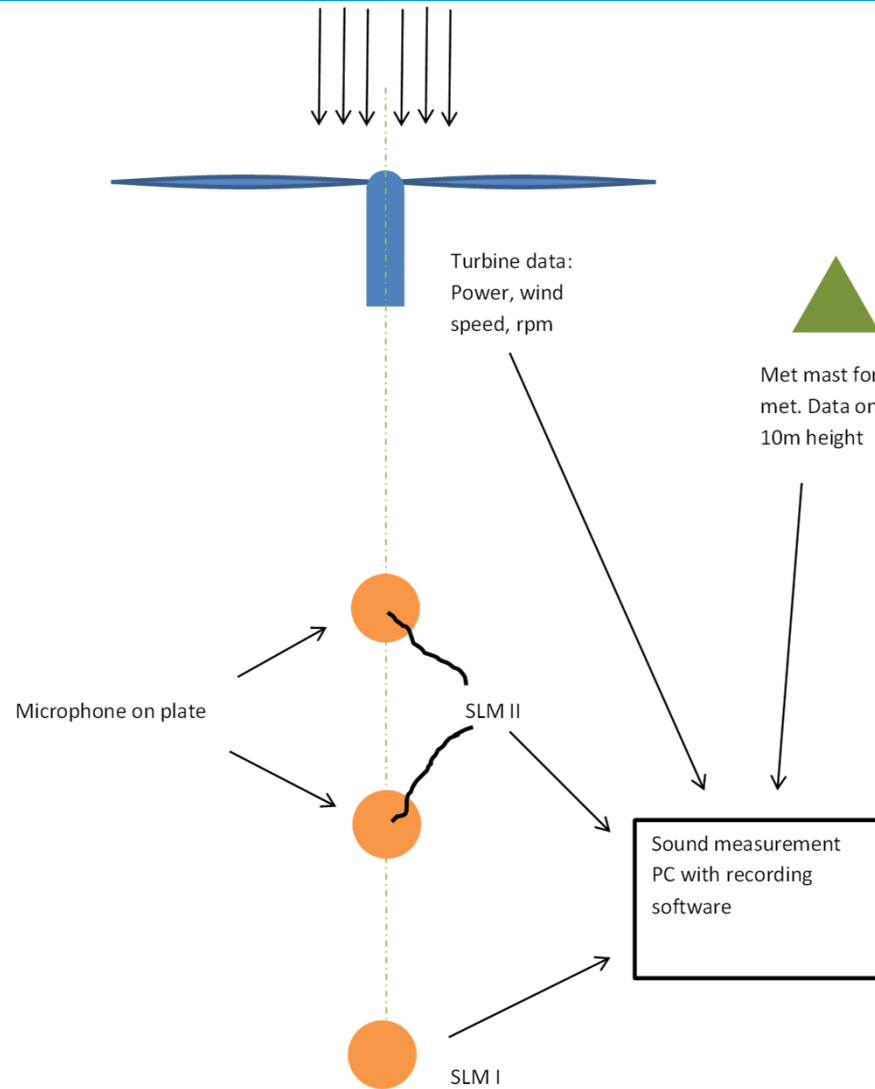 Turbine data:
Power, wind
speed, rpm
Met mast for
met. Data on
10m height
Microphone on plate
SLM II
Sound measurement
PC with recording
software
SLM I